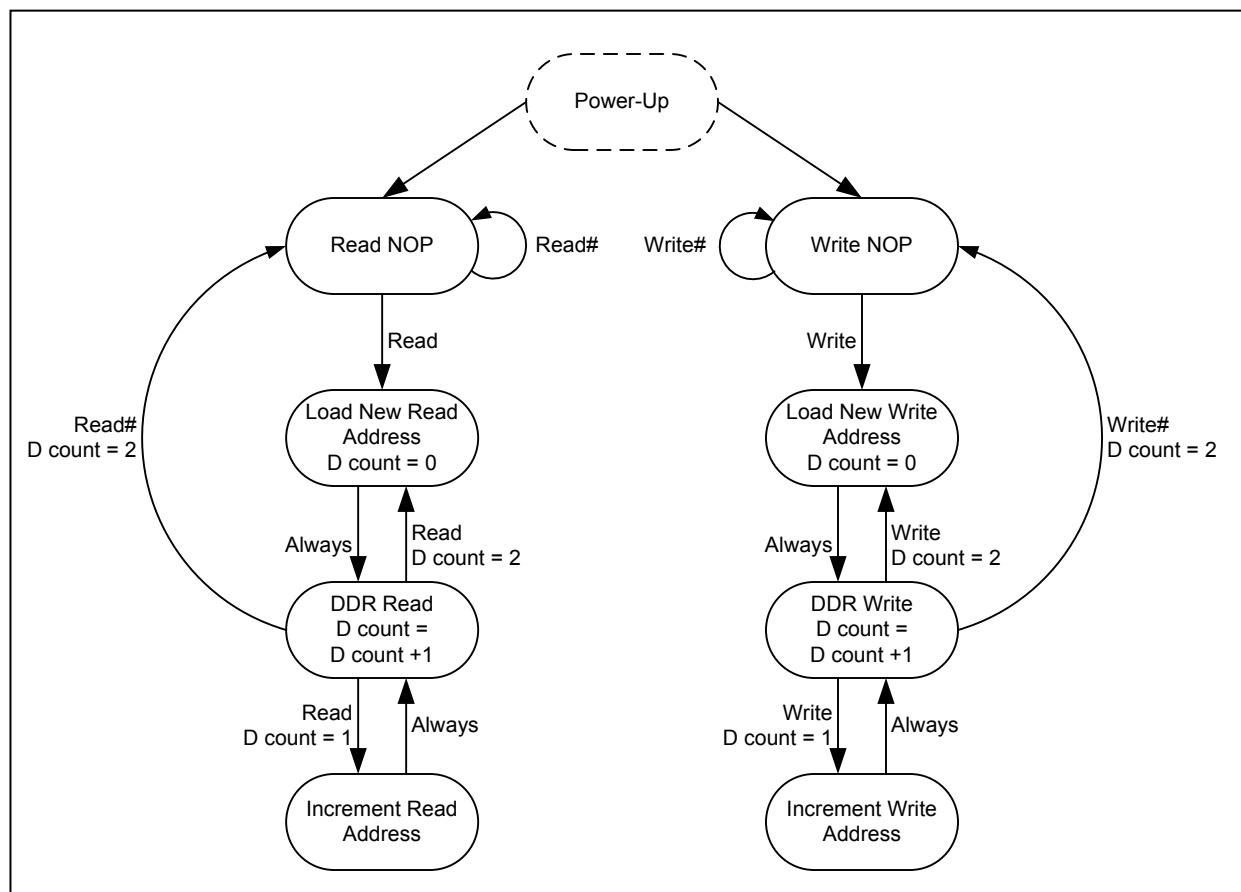 Power-Up
Read NOP
Read#
Write#
Write NOP
Read
Write
Load New Read
Address
D count = 0
Load New Write
Address
D count = 0
Read#
D count = 2
Write#
D count = 2
Always
Read
D count = 2
Always
Write
D count = 2
DDR Read
D count =
D count +1
DDR Write
D count =
D count +1
Read
D count = 1
Always
Write
D count = 1
Always
Increment Read
Address
Increment Write
Address